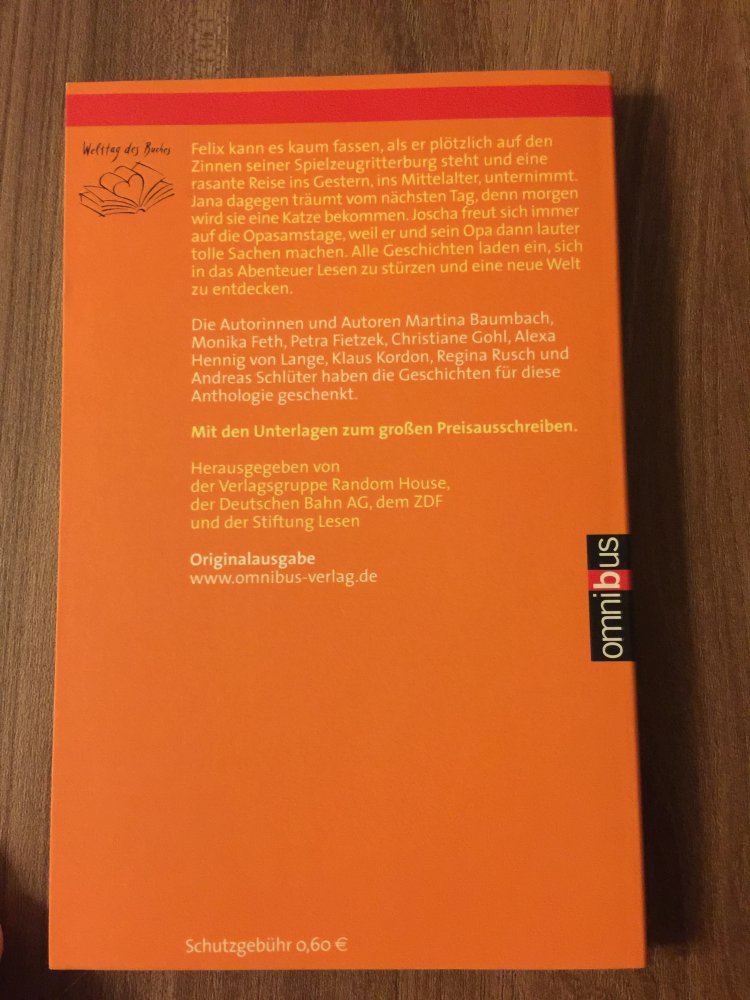 Welttag des Buches
Felix kann es kaum fassen, als er plötzlich auf den
Zinnen seiner Spielzeugritterburg steht und eine
rasante Reise ins Gestern, ins Mittelalter, unternimmt.
Jana dagegen träumt vom nächsten Tag, denn morgen
wird sie eine Katze bekommen. Joscha freut sich immer
auf die Opasamstage, weil er und sein Opa dann lauter
tolle Sachen machen. Alle Geschichten laden ein, sich
in das Abenteuer Lesen zu stürzen und eine neue Welt
zu entdecken.
Die Autorinnen und Autoren Martina Baumbach,
Monika Feth, Petra Fietzek, Christiane Gohl, Alexa
Hennig von Lange, Klaus Kordon, Regina Rusch und
Andreas Schlüter haben die Geschichten für diese
Anthologie geschenkt.
Mit den Unterlagen zum großen Preisausschreiben.
Herausgegeben von
der Verlagsgruppe Random House,
der Deutschen Bahn AG, dem ZDF
und der Stiftung Lesen
Originalausgabe
www.omnibus-verlag.de
omnibus
Schutzgebühr 0,60 €